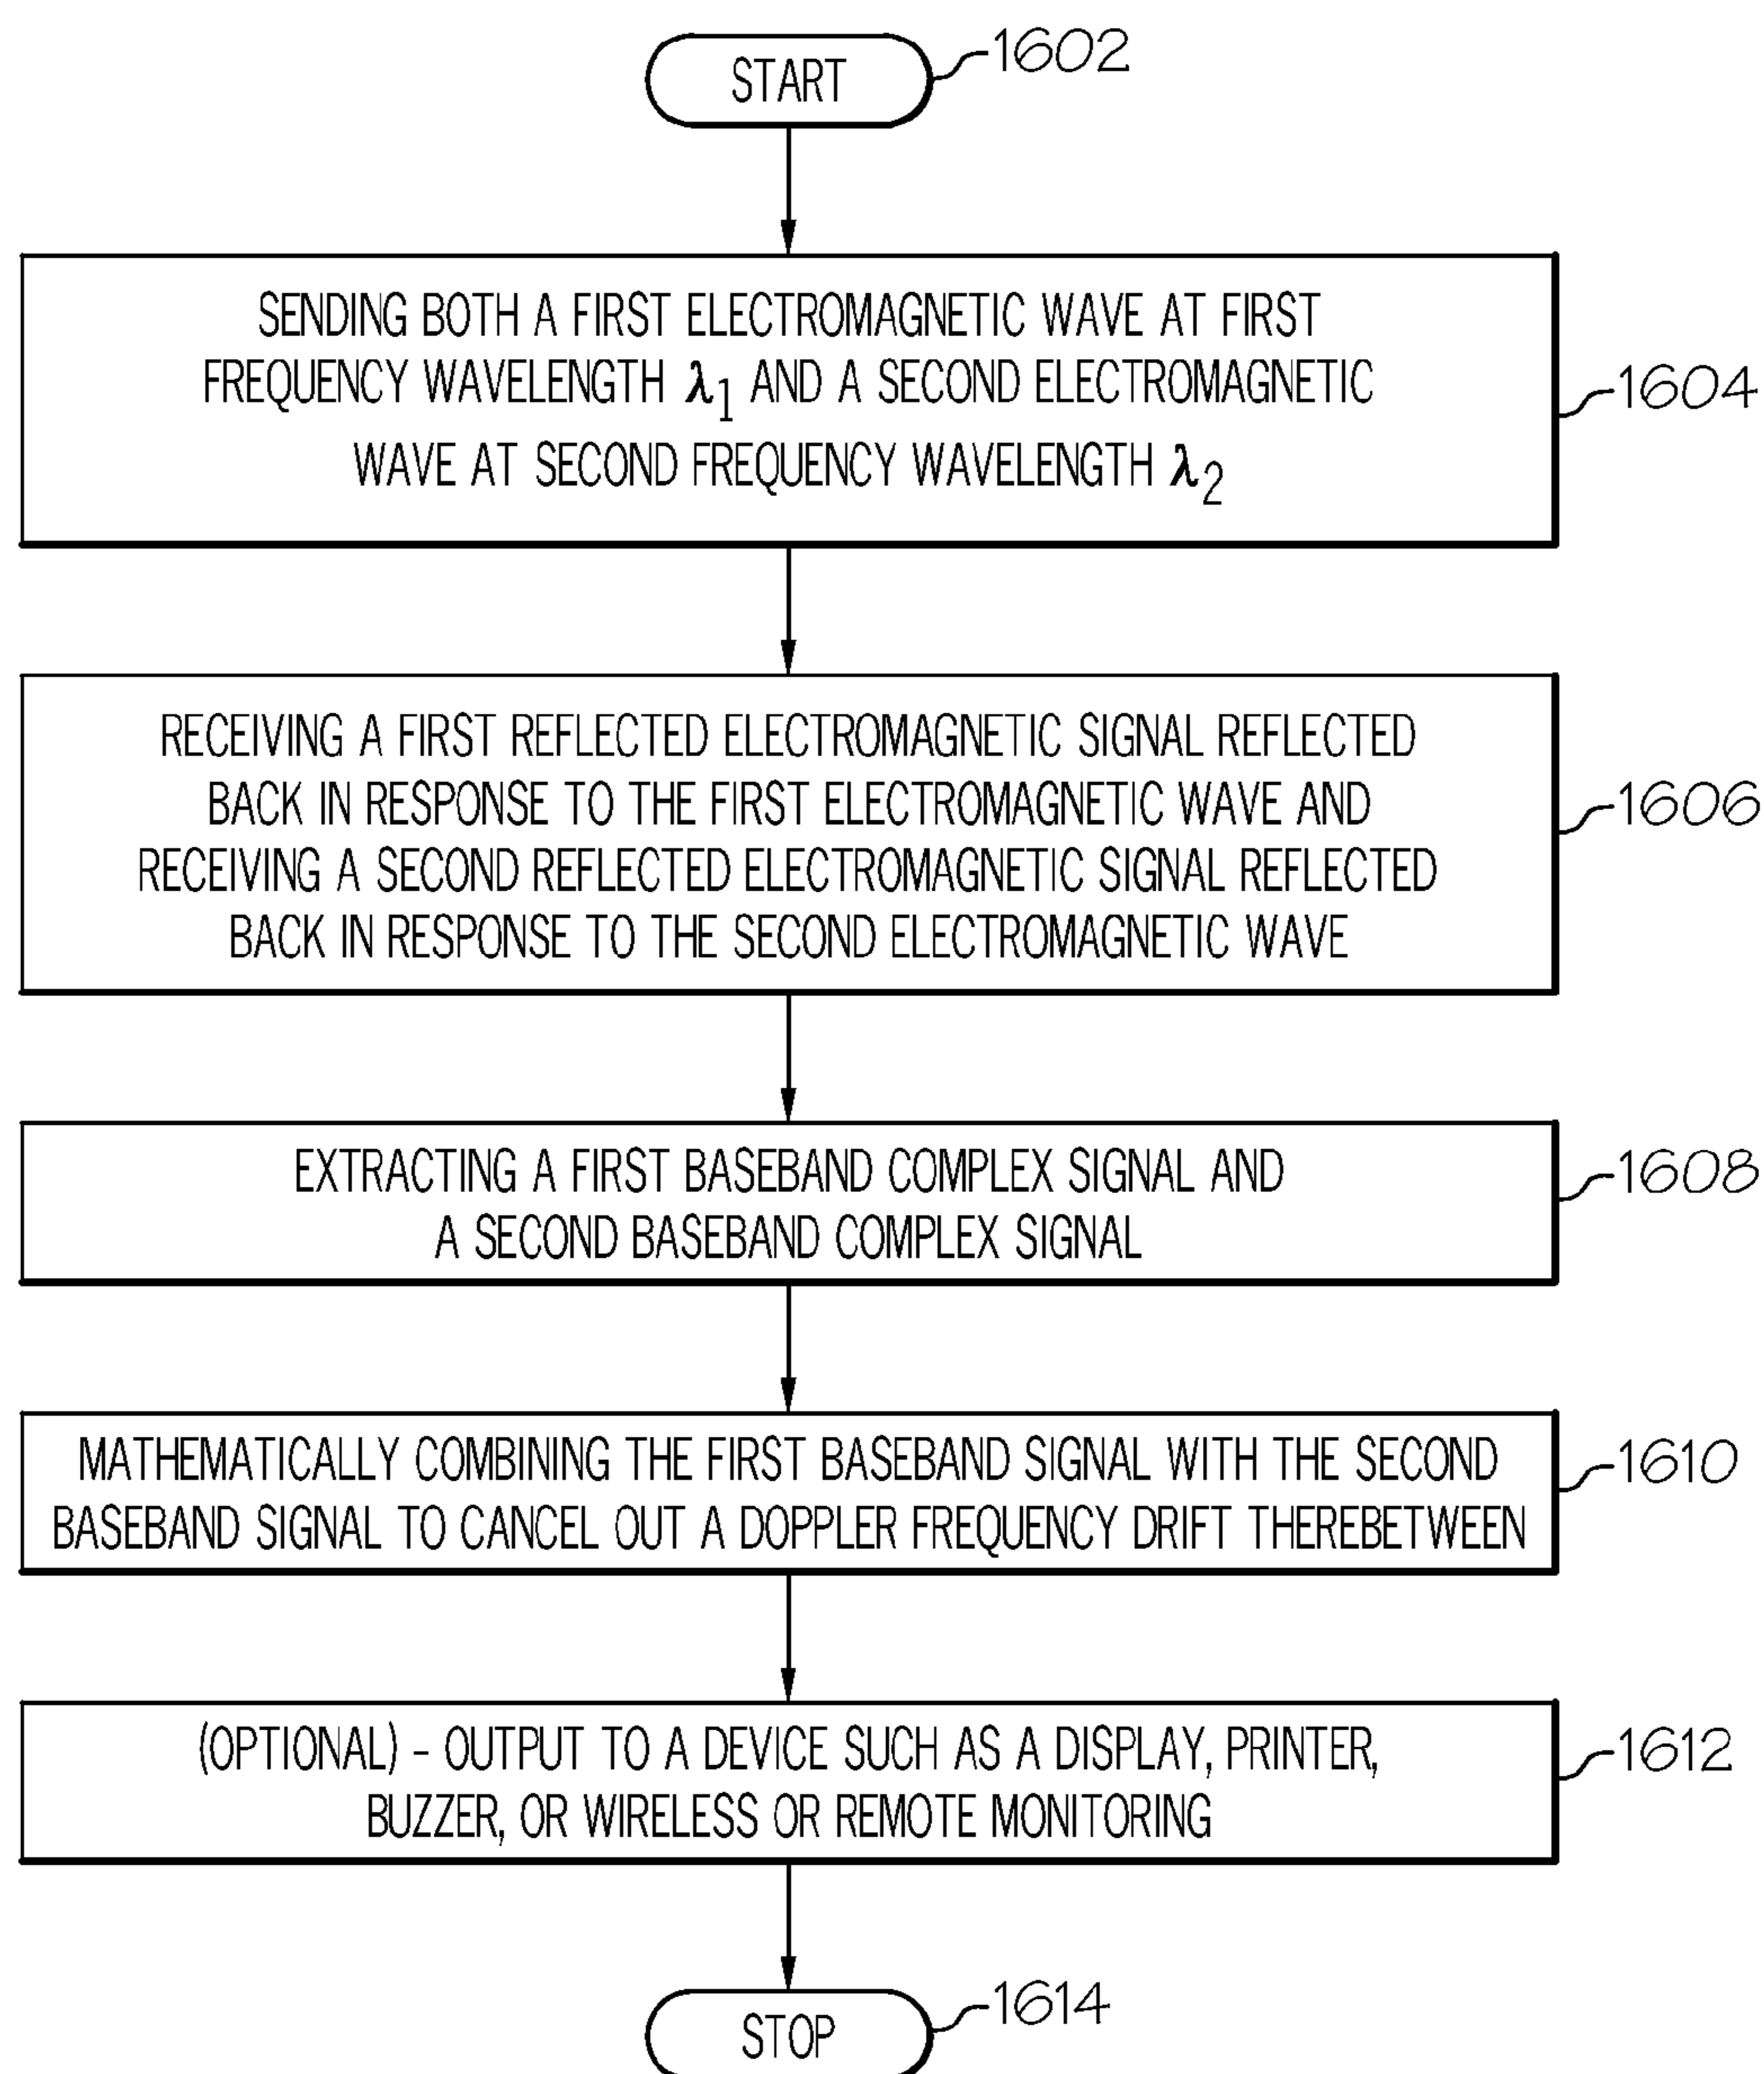 START
1602
SENDING BOTH A FIRST ELECTROMAGNETIC WAVE AT FIRST
FREQUENCY WAVELENGTH λ1 AND A SECOND ELECTROMAGNETIC
WAVE AT SECOND FREQUENCY WAVELENGTH λ2
1604
RECEIVING A FIRST REFLECTED ELECTROMAGNETIC SIGNAL REFLECTED
BACK IN RESPONSE TO THE FIRST ELECTROMAGNETIC WAVE AND
RECEIVING A SECOND REFLECTED ELECTROMAGNETIC SIGNAL REFLECTED
BACK IN RESPONSE TO THE SECOND ELECTROMAGNETIC WAVE
1606
EXTRACTING A FIRST BASEBAND COMPLEX SIGNAL AND
A SECOND BASEBAND COMPLEX SIGNAL
1608
MATHEMATICALLY COMBINING THE FIRST BASEBAND SIGNAL WITH THE SECOND
BASEBAND SIGNAL TO CANCEL OUT A DOPPLER FREQUENCY DRIFT THEREBETWEEN
1610
(OPTIONAL) – OUTPUT TO A DEVICE SUCH AS A DISPLAY, PRINTER,
BUZZER, OR WIRELESS OR REMOTE MONITORING
1612
STOP
1614